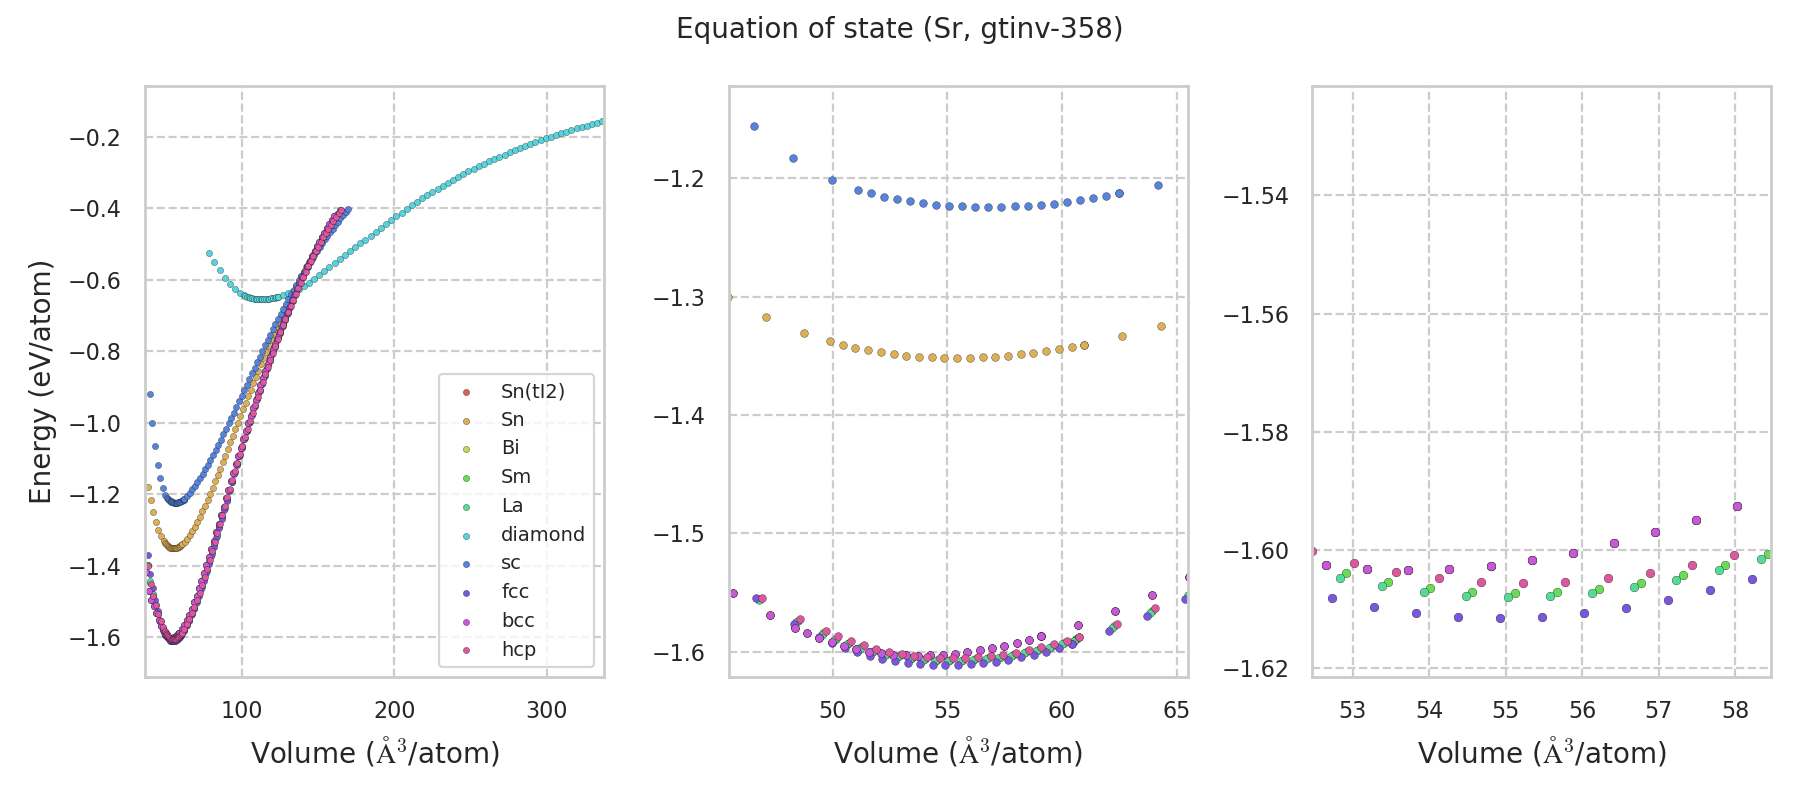 Equation of state (Sr, gtinv-358)
Energy (eV/atom)
−0.2
−0.4
−0.6
−0.8
−1.0
−1.2
−1.4
−1.6
100
200
300
Volume (Å³/atom)
Sn(tI2)
Sn
Bi
Sm
La
diamond
sc
fcc
bcc
hcp
−1.2
−1.3
−1.4
−1.5
−1.6
50
55
60
65
Volume (Å³/atom)
−1.54
−1.56
−1.58
−1.60
−1.62
53
54
55
56
57
58
Volume (Å³/atom)